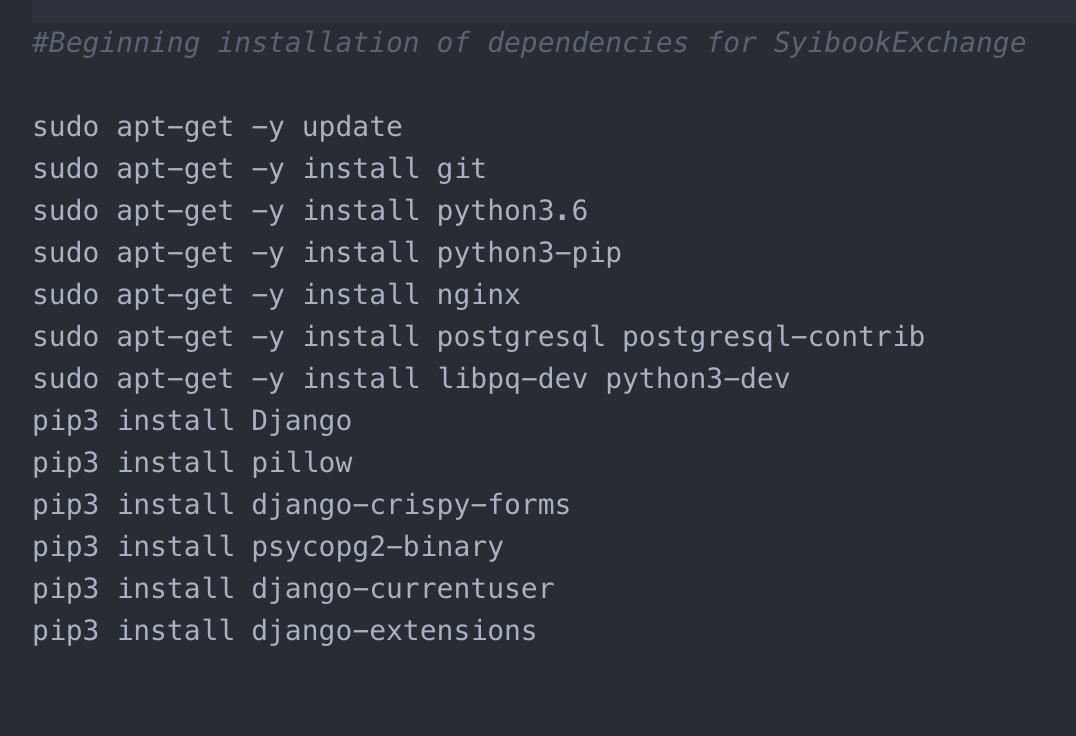 #Beginning installation of dependencies for SyibookExchange
sudo apt-get -y update
sudo apt-get -y install git
sudo apt-get -y install python3.6
sudo apt-get -y install python3-pip
sudo apt-get -y install nginx
sudo apt-get -y install postgresql postgresql-contrib
sudo apt-get -y install libpq-dev python3-dev
pip3 install Django
pip3 install pillow
pip3 install django-crispy-forms
pip3 install psycopg2-binary
pip3 install django-currentuser
pip3 install django-extensions